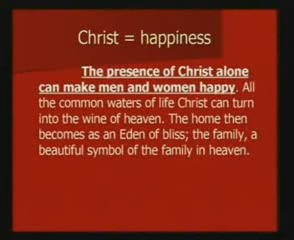 Christ = happiness
The presence of Christ alone
can make men and women happy. All
the common waters of life Christ can turn
into the wine of heaven. The home then
becomes as an Eden of bliss; the family, a
beautiful symbol of the family in heaven.